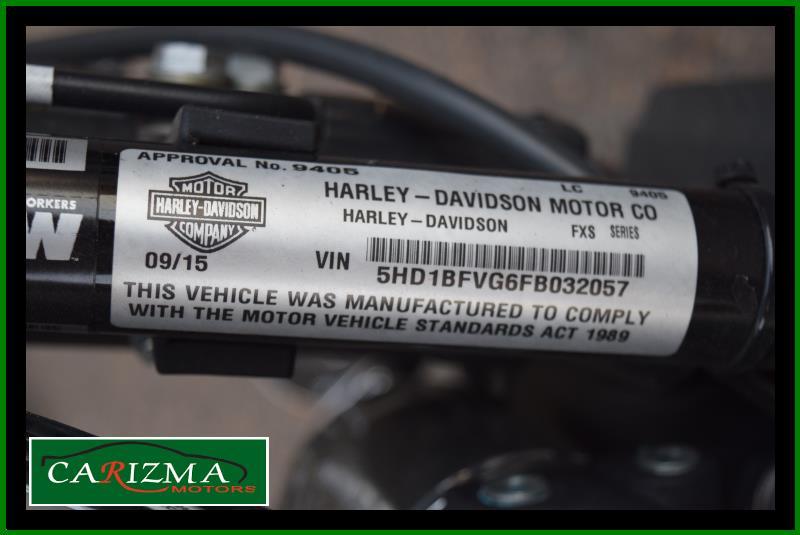 APPROVAL No. 9405 LC 9405
MOTOR
HARLEY-DAVIDSON
COMPANY
HARLEY – DAVIDSON MOTOR CO
HARLEY – DAVIDSON FXS SERIES
09/15 VIN
5HD1BFVG6FB032057
THIS VEHICLE WAS MANUFACTURED TO COMPLY
WITH THE MOTOR VEHICLE STANDARDS ACT 1989
ORKERS
W
CARIZMA
MOTORS